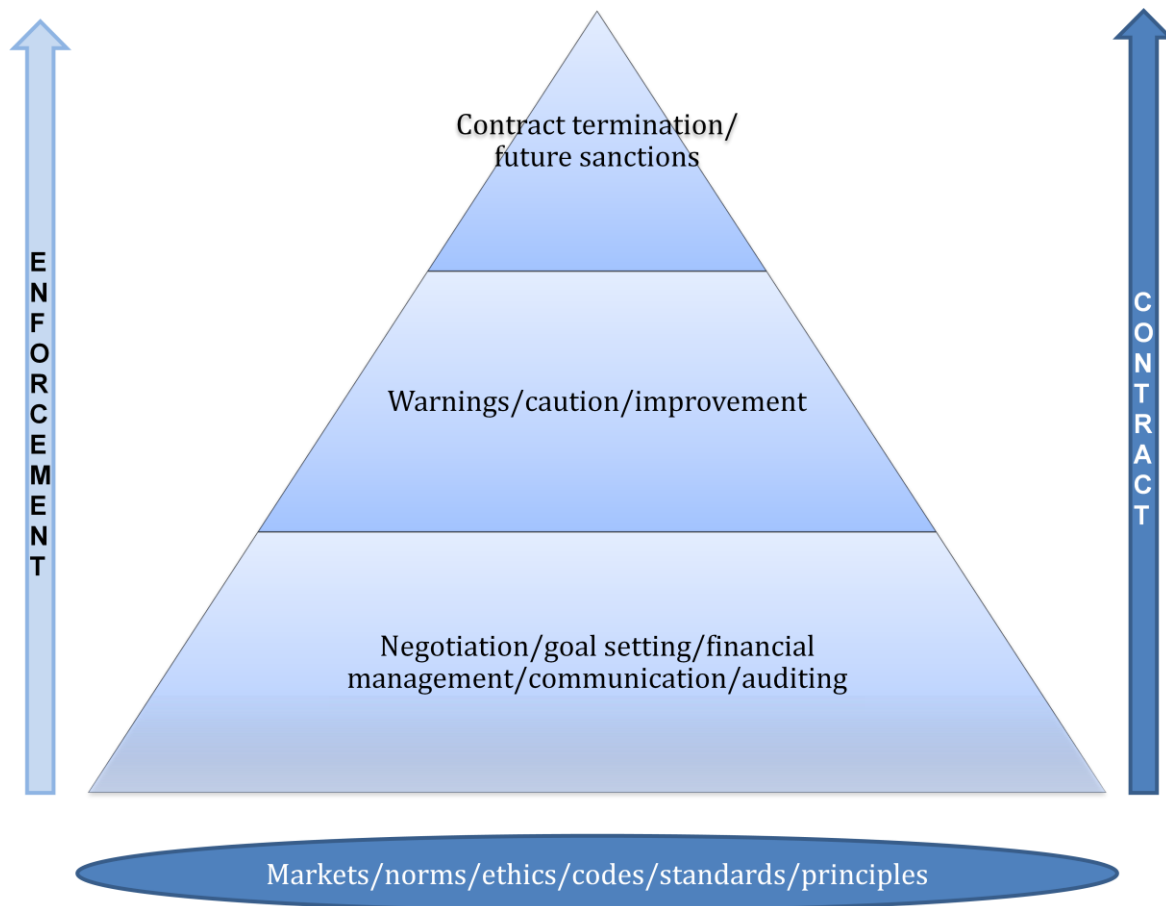 Contract termination/
future sanctions
ENFORCEMENT
CONTRACT
Warnings/caution/improvement
Negotiation/goal setting/financial
management/communication/auditing
Markets/norms/ethics/codes/standards/principles